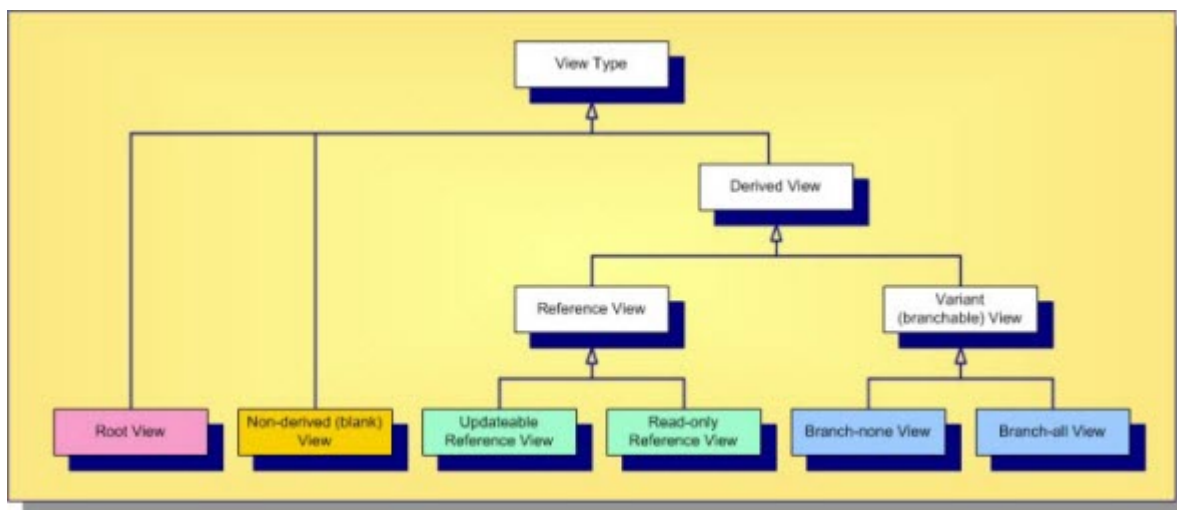 View Type
Derived View
Reference View
Variant
(branchable) View
Root View
Non-derived (blank)
View
Updateable
Reference View
Read-only
Reference View
Branch-none View
Branch-all View